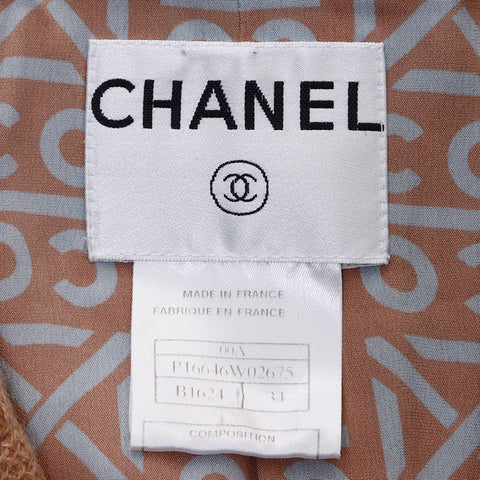 CHANEL
MADE IN FRANCE
FABRIQUE EN FRANCE
00A
P16646W02675
B1624 34
COMPOSITION